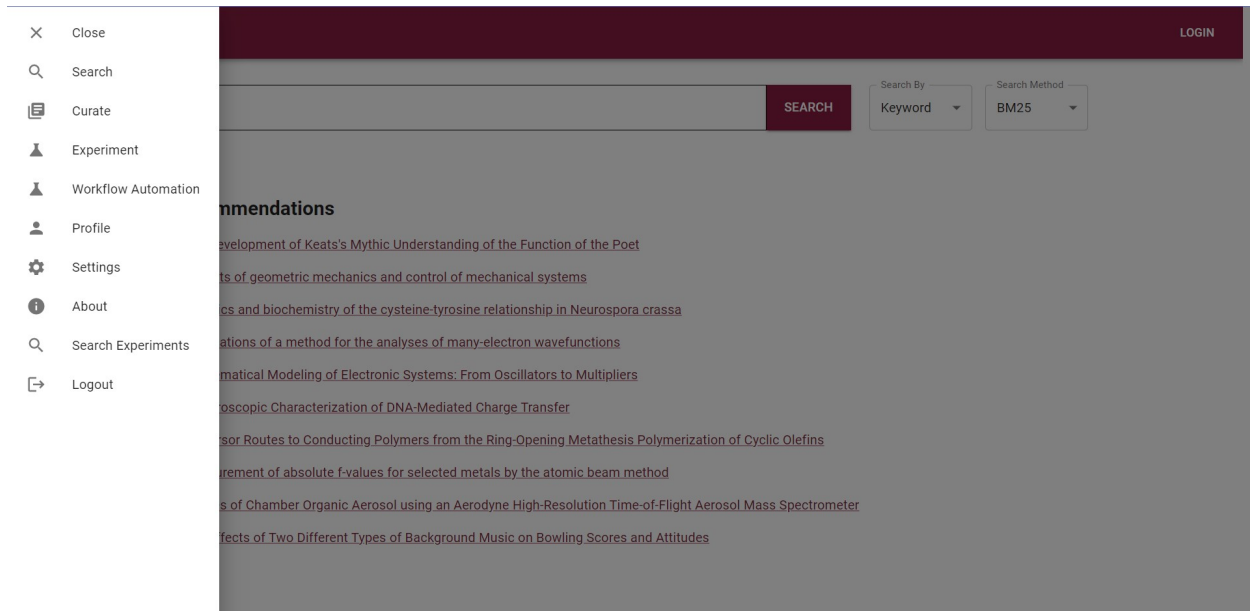 Close
Search
Curate
Experiment
Workflow Automation
Profile
Settings
About
Search Experiments
Logout
LOGIN
SEARCH
Search By
Keyword
Search Method
BM25
mmendations
evelopment of Keats's Mythic Understanding of the Function of the Poet
ts of geometric mechanics and control of mechanical systems
cs and biochemistry of the cysteine-tyrosine relationship in Neurospora crassa
ations of a method for the analyses of many-electron wavefunctions
matical Modeling of Electronic Systems: From Oscillators to Multipliers
oscopic Characterization of DNA-Mediated Charge Transfer
sor Routes to Conducting Polymers from the Ring-Opening Metathesis Polymerization of Cyclic Olefins
urement of absolute f-values for selected metals by the atomic beam method
s of Chamber Organic Aerosol using an Aerodyne High-Resolution Time-of-Flight Aerosol Mass Spectrometer
ffects of Two Different Types of Background Music on Bowling Scores and Attitudes